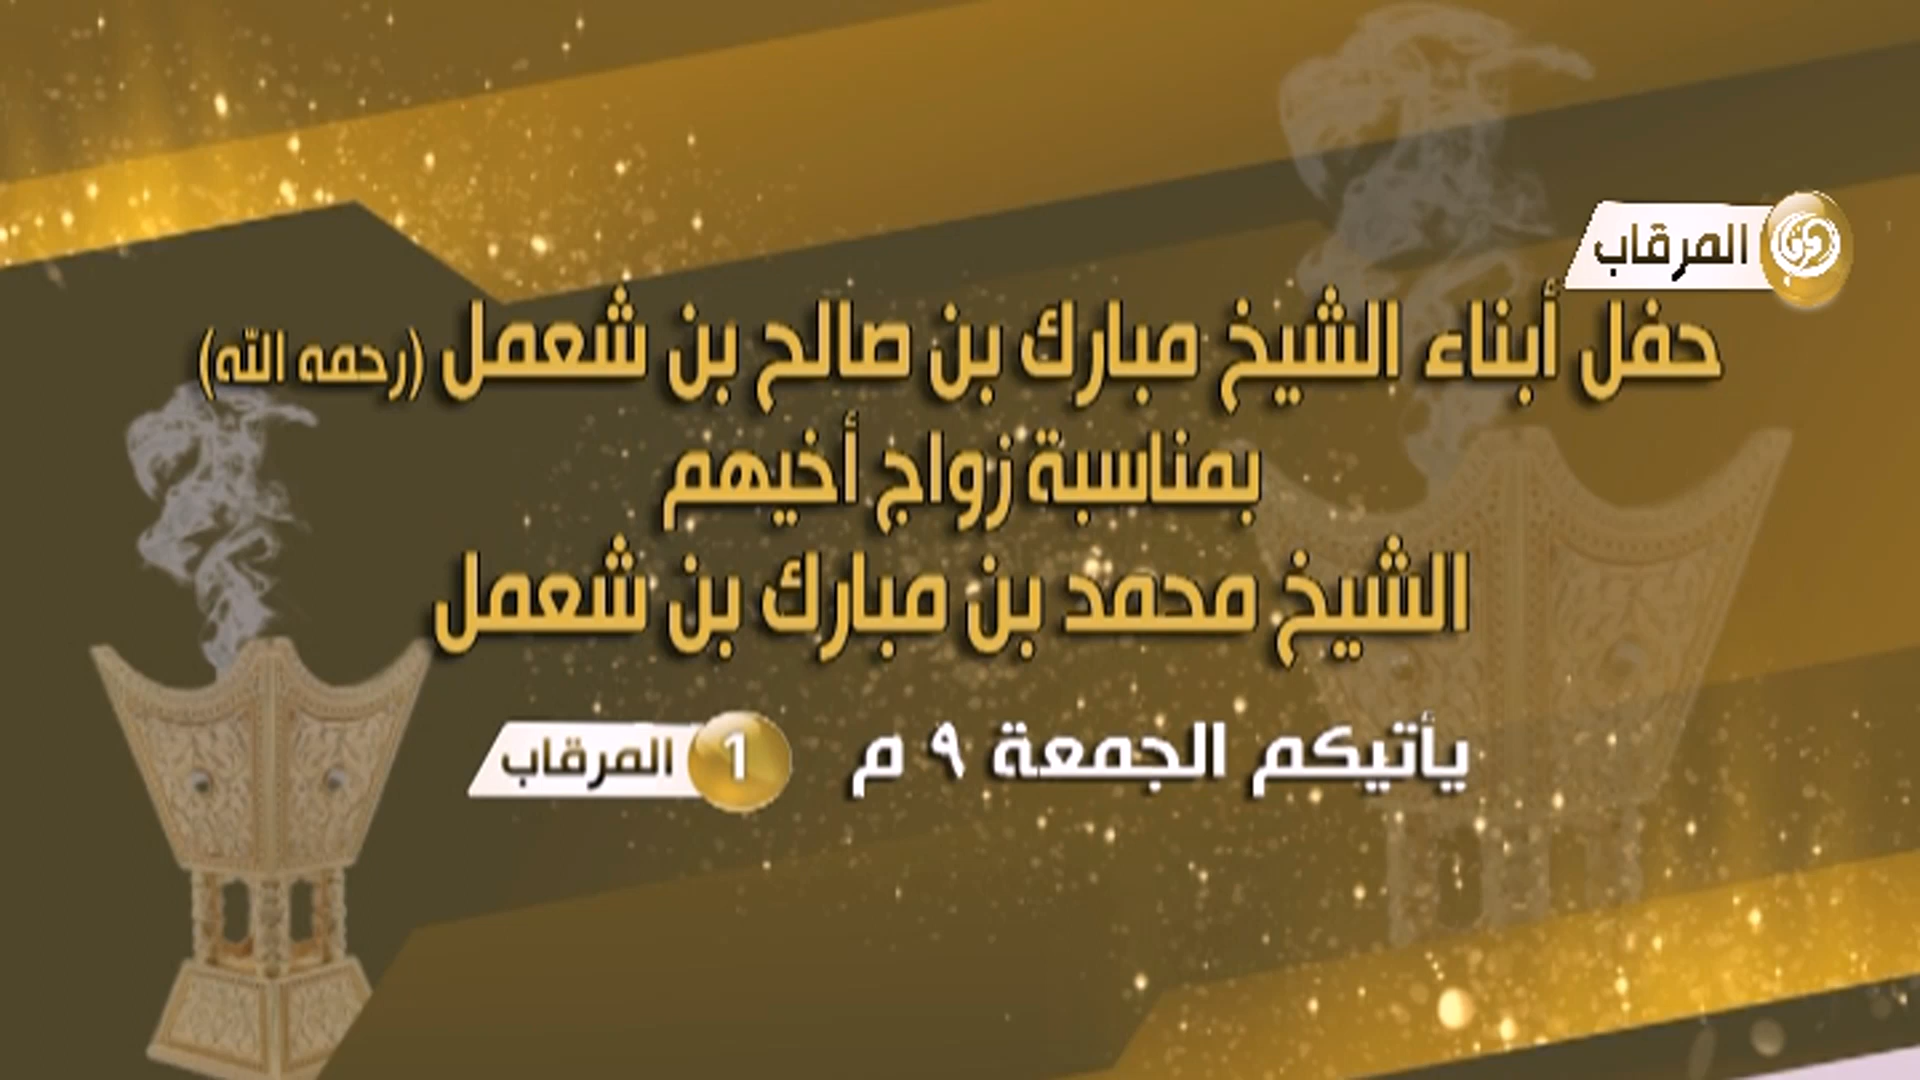 المرقاب
حفل أبناء الشيخ مبارك بن صالح بن شعمل (رحمه الله)
بمناسبة زواج أخيهم
الشيخ محمد بن مبارك بن شعمل
يأتيكم الجمعة ٩ م 1 المرقاب